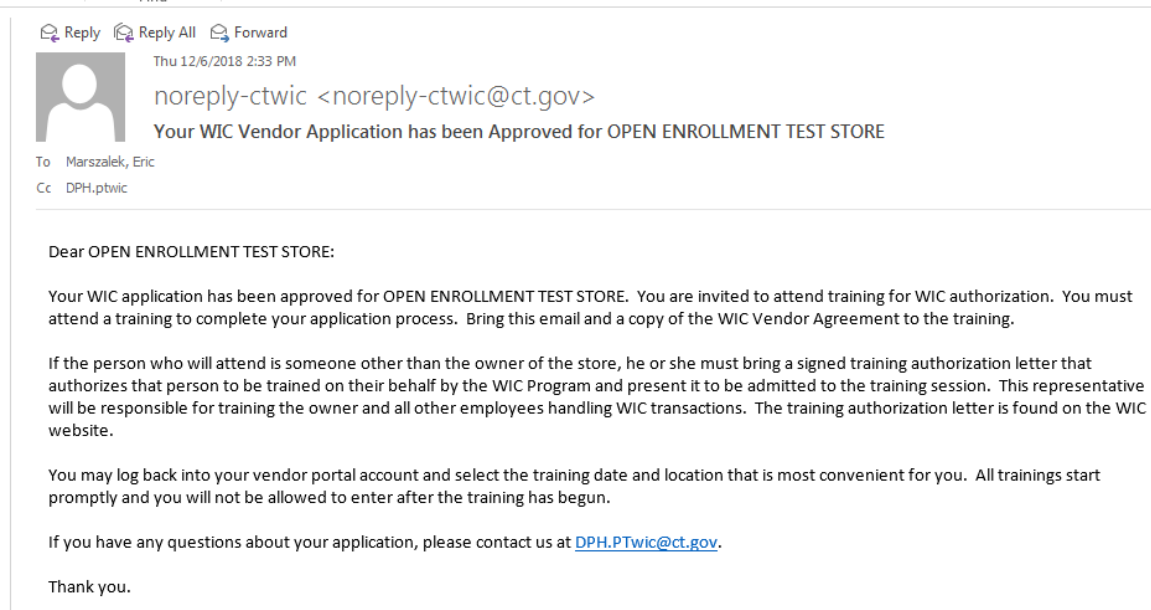 Reply Reply All Forward
Thu 12/6/2018 2:33 PM
noreply-ctwic <noreply-ctwic@ct.gov>
Your WIC Vendor Application has been Approved for OPEN ENROLLMENT TEST STORE
To Marszalek, Eric
Cc DPH.ptwic
Dear OPEN ENROLLMENT TEST STORE:
Your WIC application has been approved for OPEN ENROLLMENT TEST STORE. You are invited to attend training for WIC authorization. You must
attend a training to complete your application process. Bring this email and a copy of the WIC Vendor Agreement to the training.
If the person who will attend is someone other than the owner of the store, he or she must bring a signed training authorization letter that
authorizes that person to be trained on their behalf by the WIC Program and present it to be admitted to the training session. This representative
will be responsible for training the owner and all other employees handling WIC transactions. The training authorization letter is found on the WIC
website.
You may log back into your vendor portal account and select the training date and location that is most convenient for you. All trainings start
promptly and you will not be allowed to enter after the training has begun.
If you have any questions about your application, please contact us at DPH.PTwic@ct.gov.
Thank you.